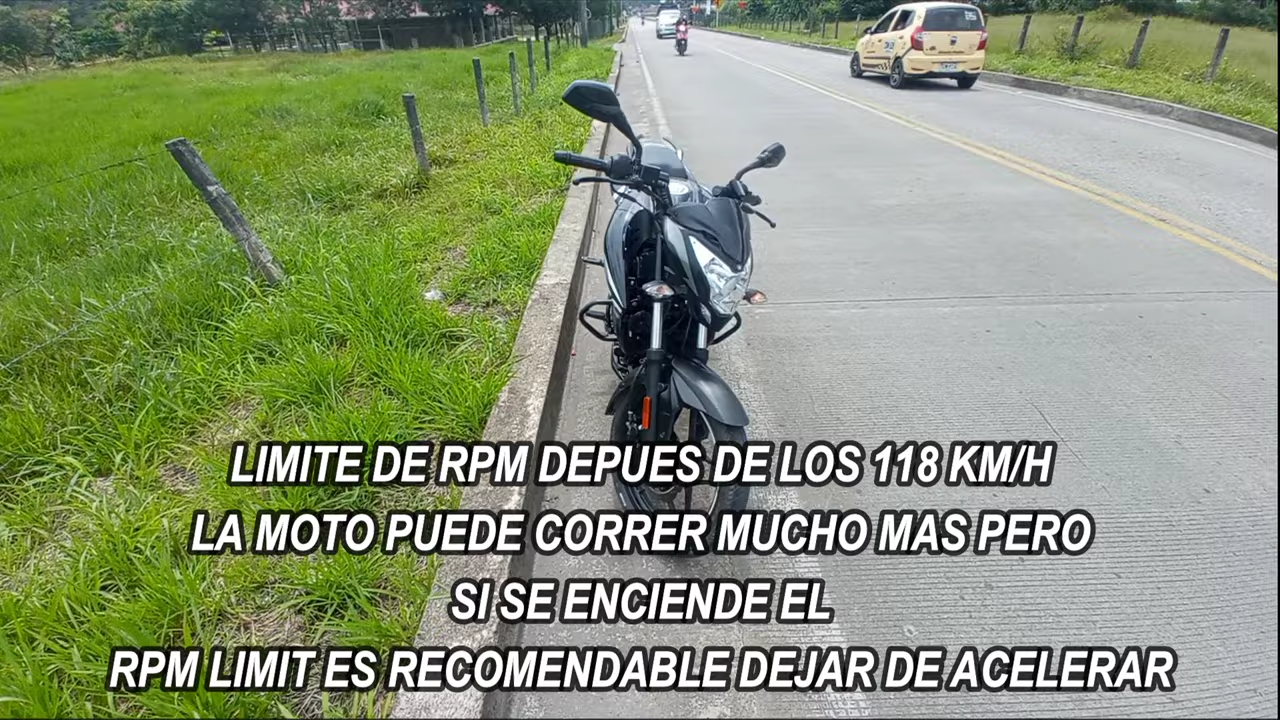 LIMITE DE RPM DEPUES DE LOS 118 KM/H
LA MOTO PUEDE CORRER MUCHO MAS PERO
SI SE ENCIENDE EL
RPM LIMIT ES RECOMENDABLE DEJAR DE ACELERAR